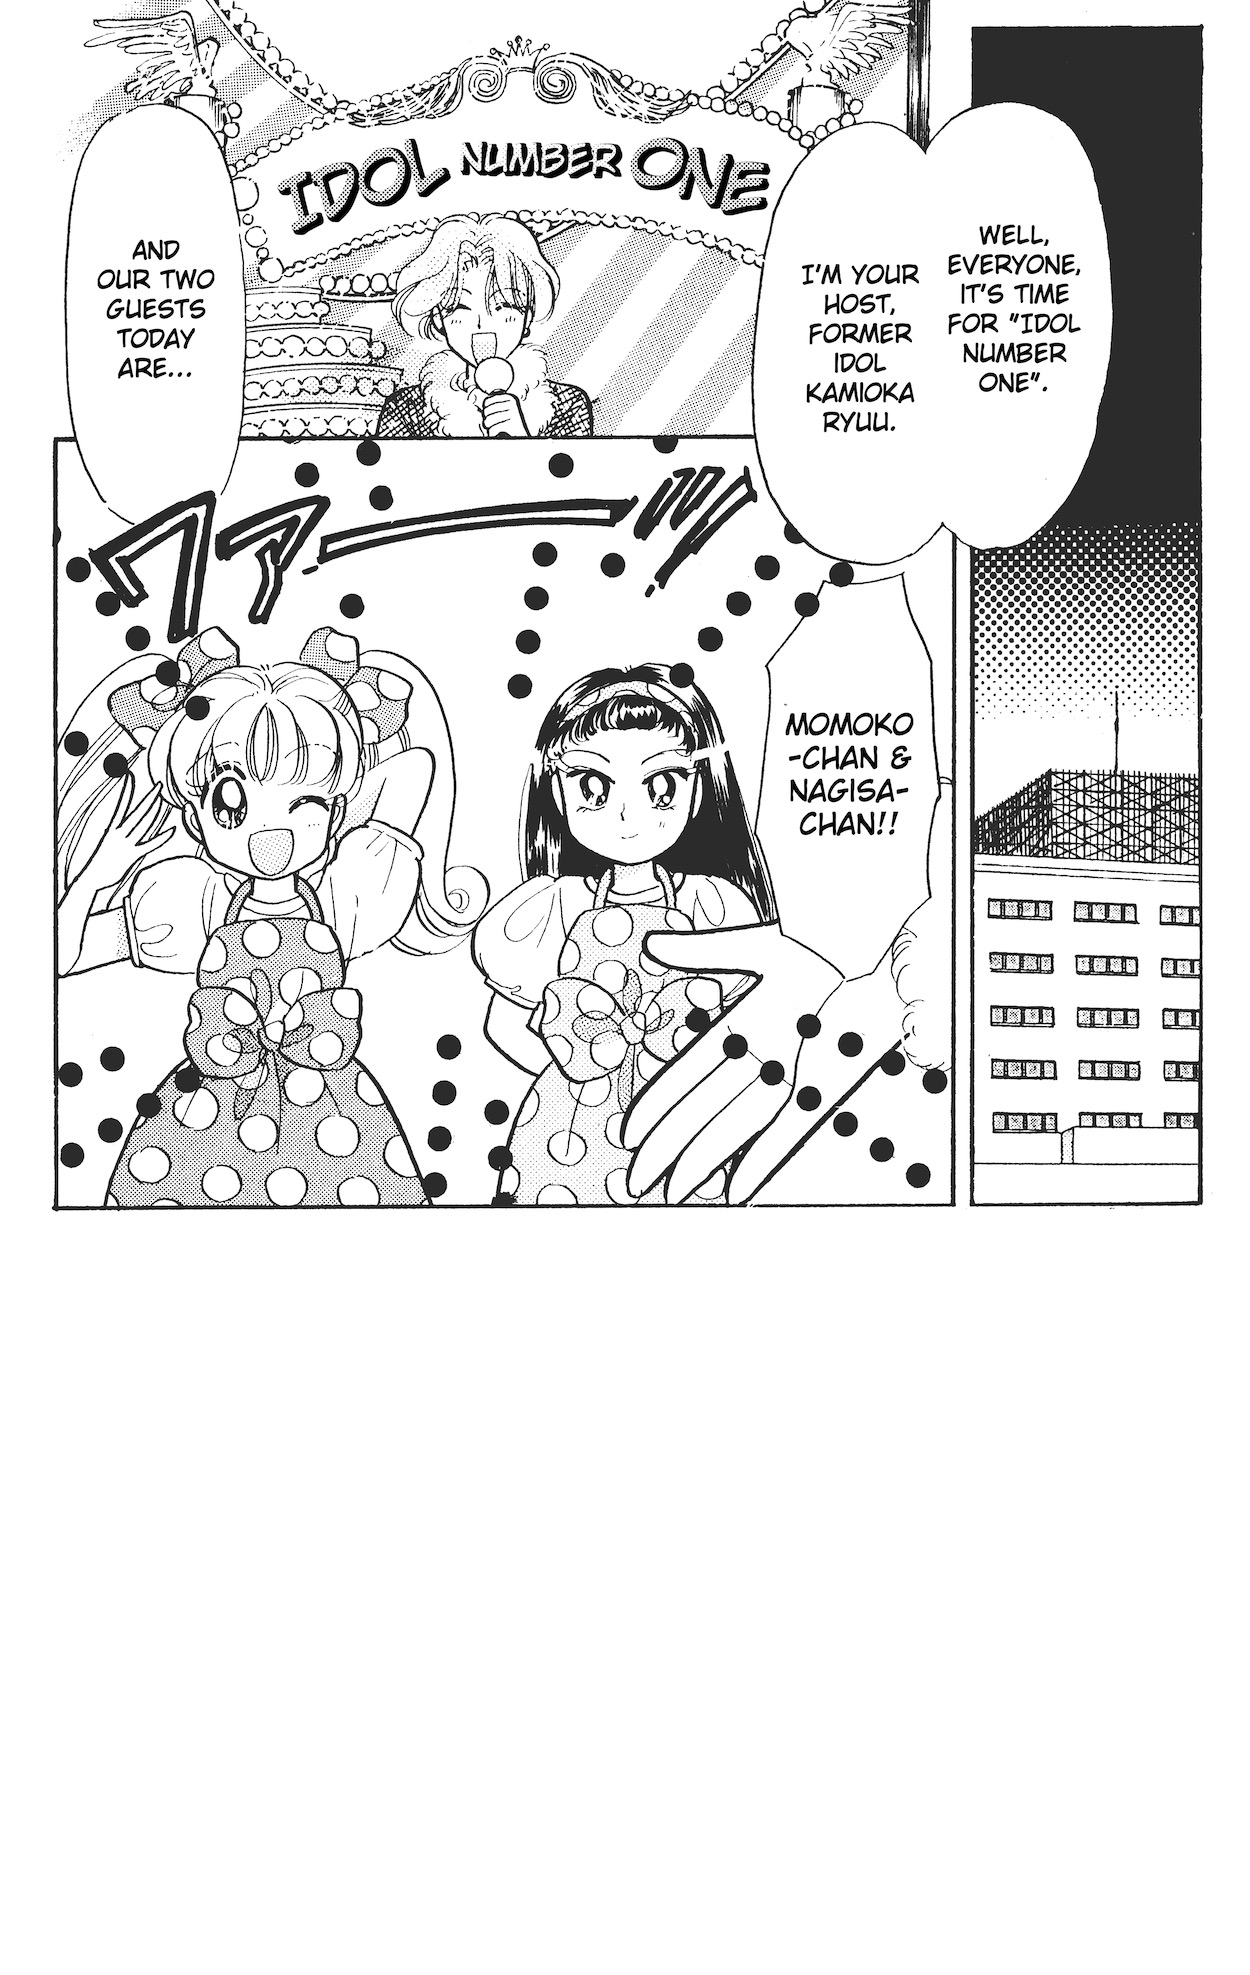 WELL,
EVERYONE,
IT'S TIME
FOR "IDOL
NUMBER
ONE".
I'M YOUR
HOST,
FORMER
IDOL
KAMIOKA
RYUU.
IDOL NUMBER ONE
AND
OUR TWO
GUESTS
TODAY
ARE...
ワァーッ
MOMOKO
-CHAN &
NAGISA-
CHAN!!